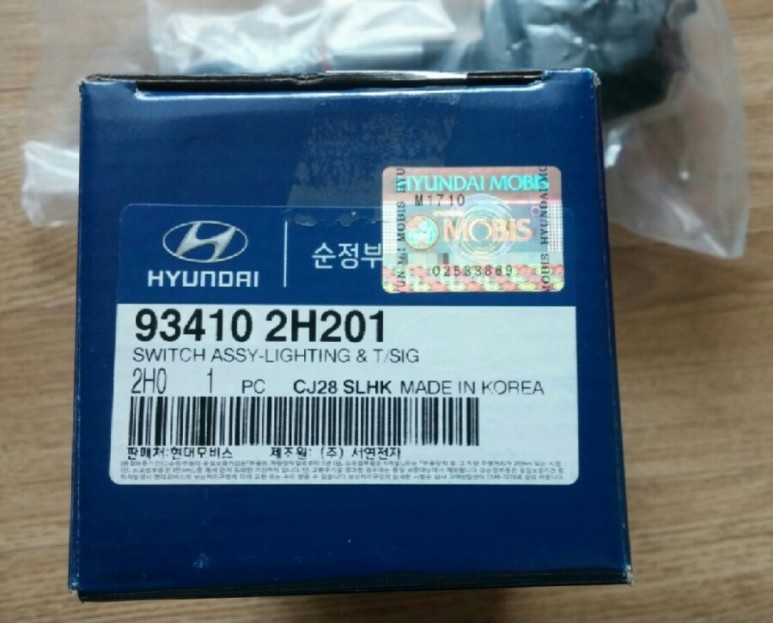 HYUNDAI MOBIS
M1710
MOBIS
02533869
HYUNDAI
순정부
93410 2H201
SWITCH ASSY-LIGHTING & T/SIG
2H0 1 PC CJ28 SLHK MADE IN KOREA
판매처:현대모비스 제조원: (주) 서연전자